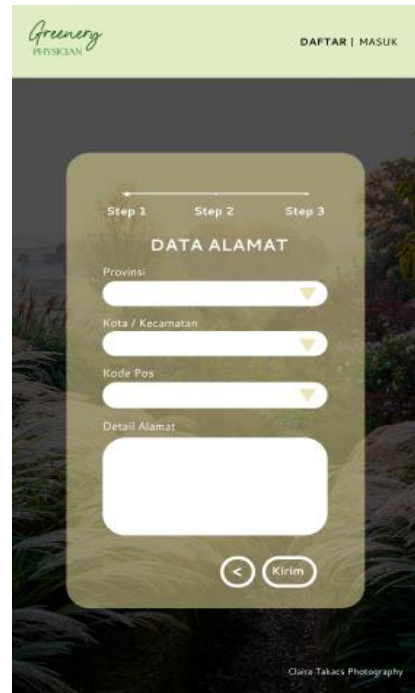 Greenery
PHYSICIAN
DAFTAR | MASUK
Step 1 Step 2 Step 3
DATA ALAMAT
Provinsi
Kota / Kecamatan
Kode Pos
Detail Alamat
< Kirim
Claire Takacs Photography